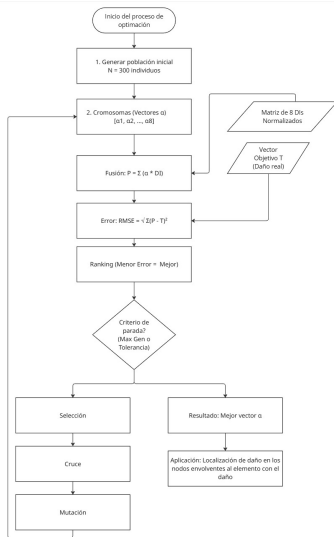 Inicio del proceso de
optimación
1. Generar población inicial
N = 300 individuos
2. Cromosomas (Vectores α)
[α1, α2, ..., α8]
Matriz de 8 DIs
Normalizados
Vector
Objetivo T
(Daño real)
Fusión: P = Σ (α * DI)
Error: RMSE = √ Σ(P - T)²
Ranking (Menor Error = Mejor)
Criterio de
parada?
(Max Gen o
Tolerancia)
Selección
Resultado: Mejor vector α
Cruce
Aplicación: Localización de daño en los
nodos envolventes al elemento con el
daño
Mutación